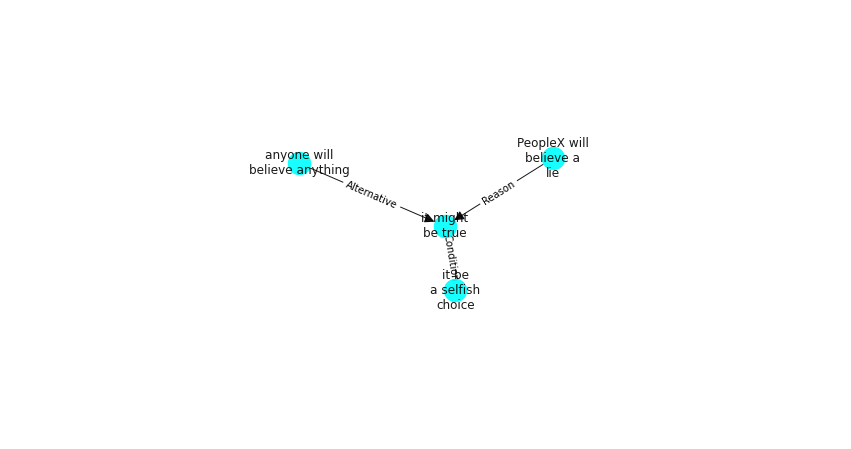 PeopleX will
believe a
lie
anyone will
believe anything
Alternative
Reason
it might
be true
Condition
it be
a selfish
choice